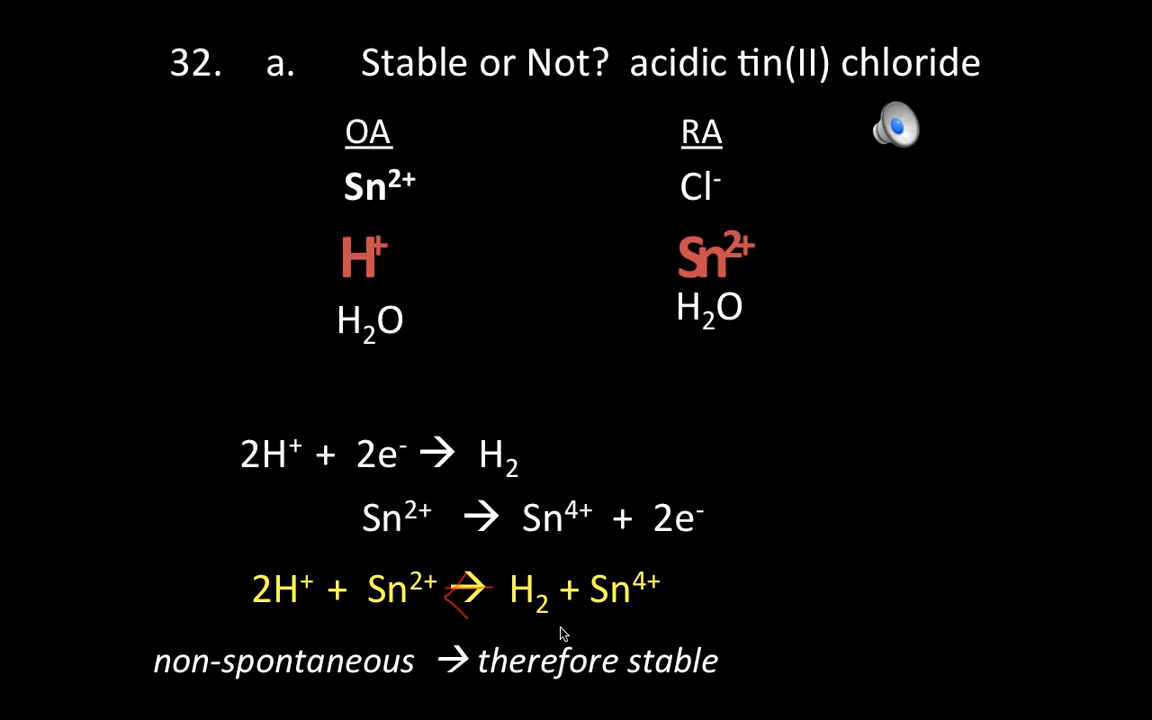 32. a. Stable or Not? acidic tin(II) chloride
OA RA
Sn²⁺ Cl⁻
H⁺ Sn²⁺
H₂O H₂O
2H⁺ + 2e⁻ → H₂
Sn²⁺ → Sn⁴⁺ + 2e⁻
2H⁺ + Sn²⁺ → H₂ + Sn⁴⁺
non-spontaneous → therefore stable